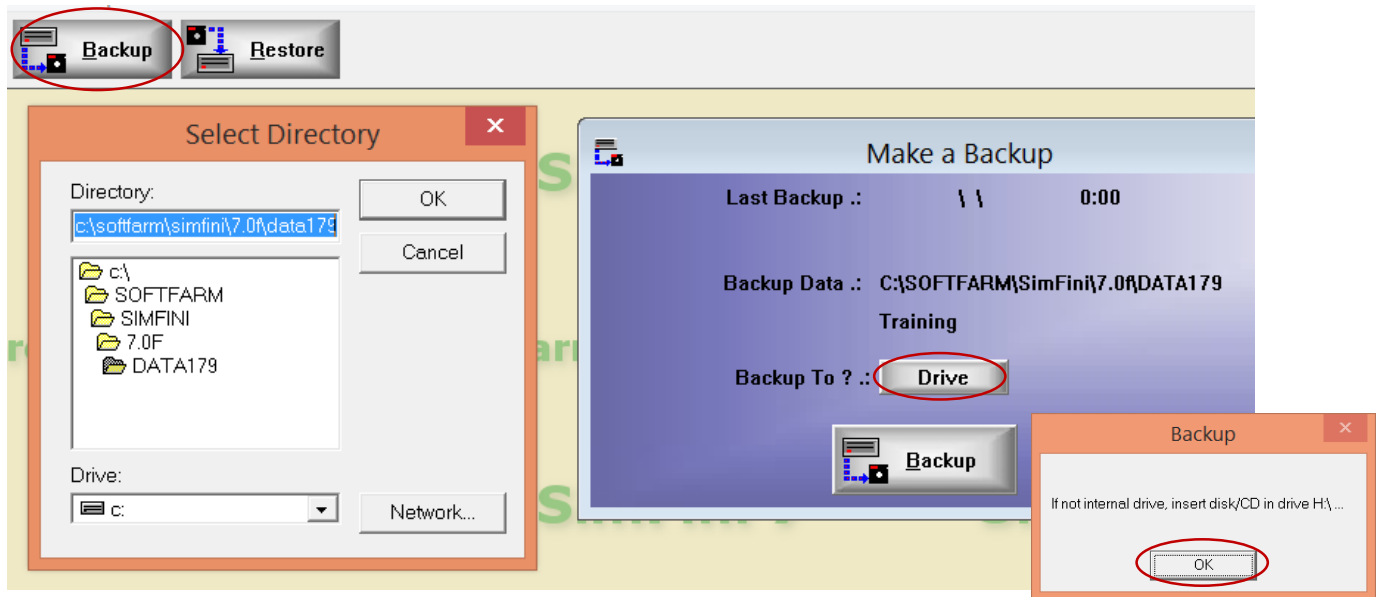 Backup
Restore
Select Directory
Directory:
c:\softfarm\simfini\7.0f\data179
OK
Cancel
c:\
SOFTFARM
SIMFINI
7.0F
DATA179
Drive:
c:
Network...
Make a Backup
Last Backup .: \ \ 0:00
Backup Data .: C:\SOFTFARM\SimFini\7.0f\DATA179
Training
Backup To ? .: Drive
Backup
Backup
If not internal drive, insert disk/CD in drive H:\ ...
OK